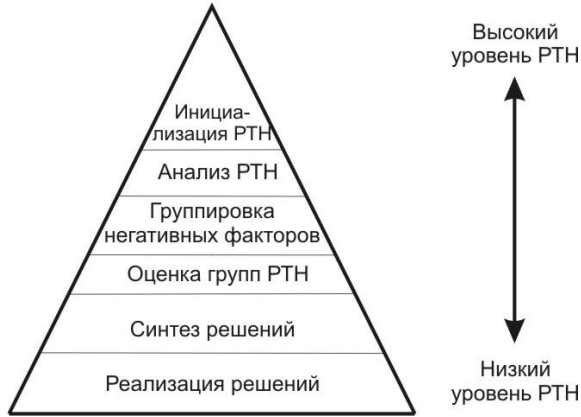 Высокий
уровень РТН
Инициа-
лизация РТН
Анализ РТН
Группировка
негативных факторов
Оценка групп РТН
Синтез решений
Реализация решений
Низкий
уровень РТН